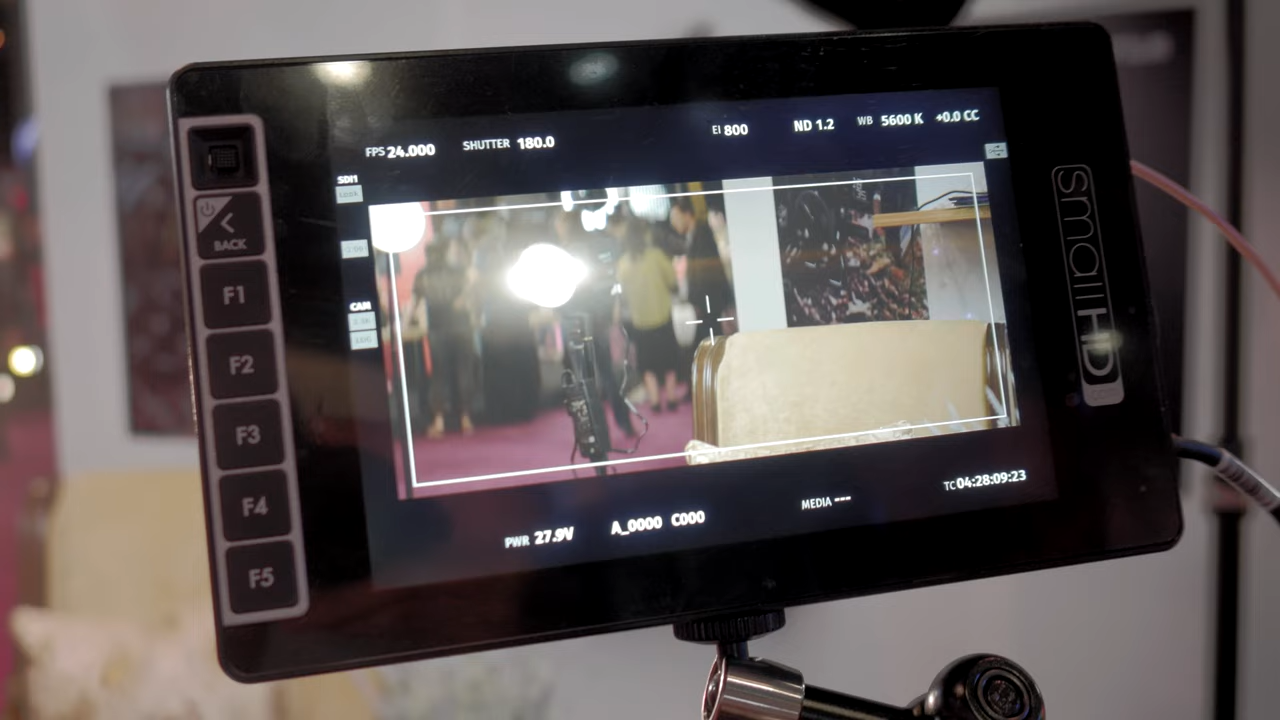 FPS 24.000 SHUTTER 180.0 EI 800 ND 1.2 WB 5600 K +0.0 CC
SDI1
CAM
BACK
F1
F2
F3
F4
F5
smallHD
PWR 27.9V A_0000 C000 MEDIA --- TC 04:28:09:23